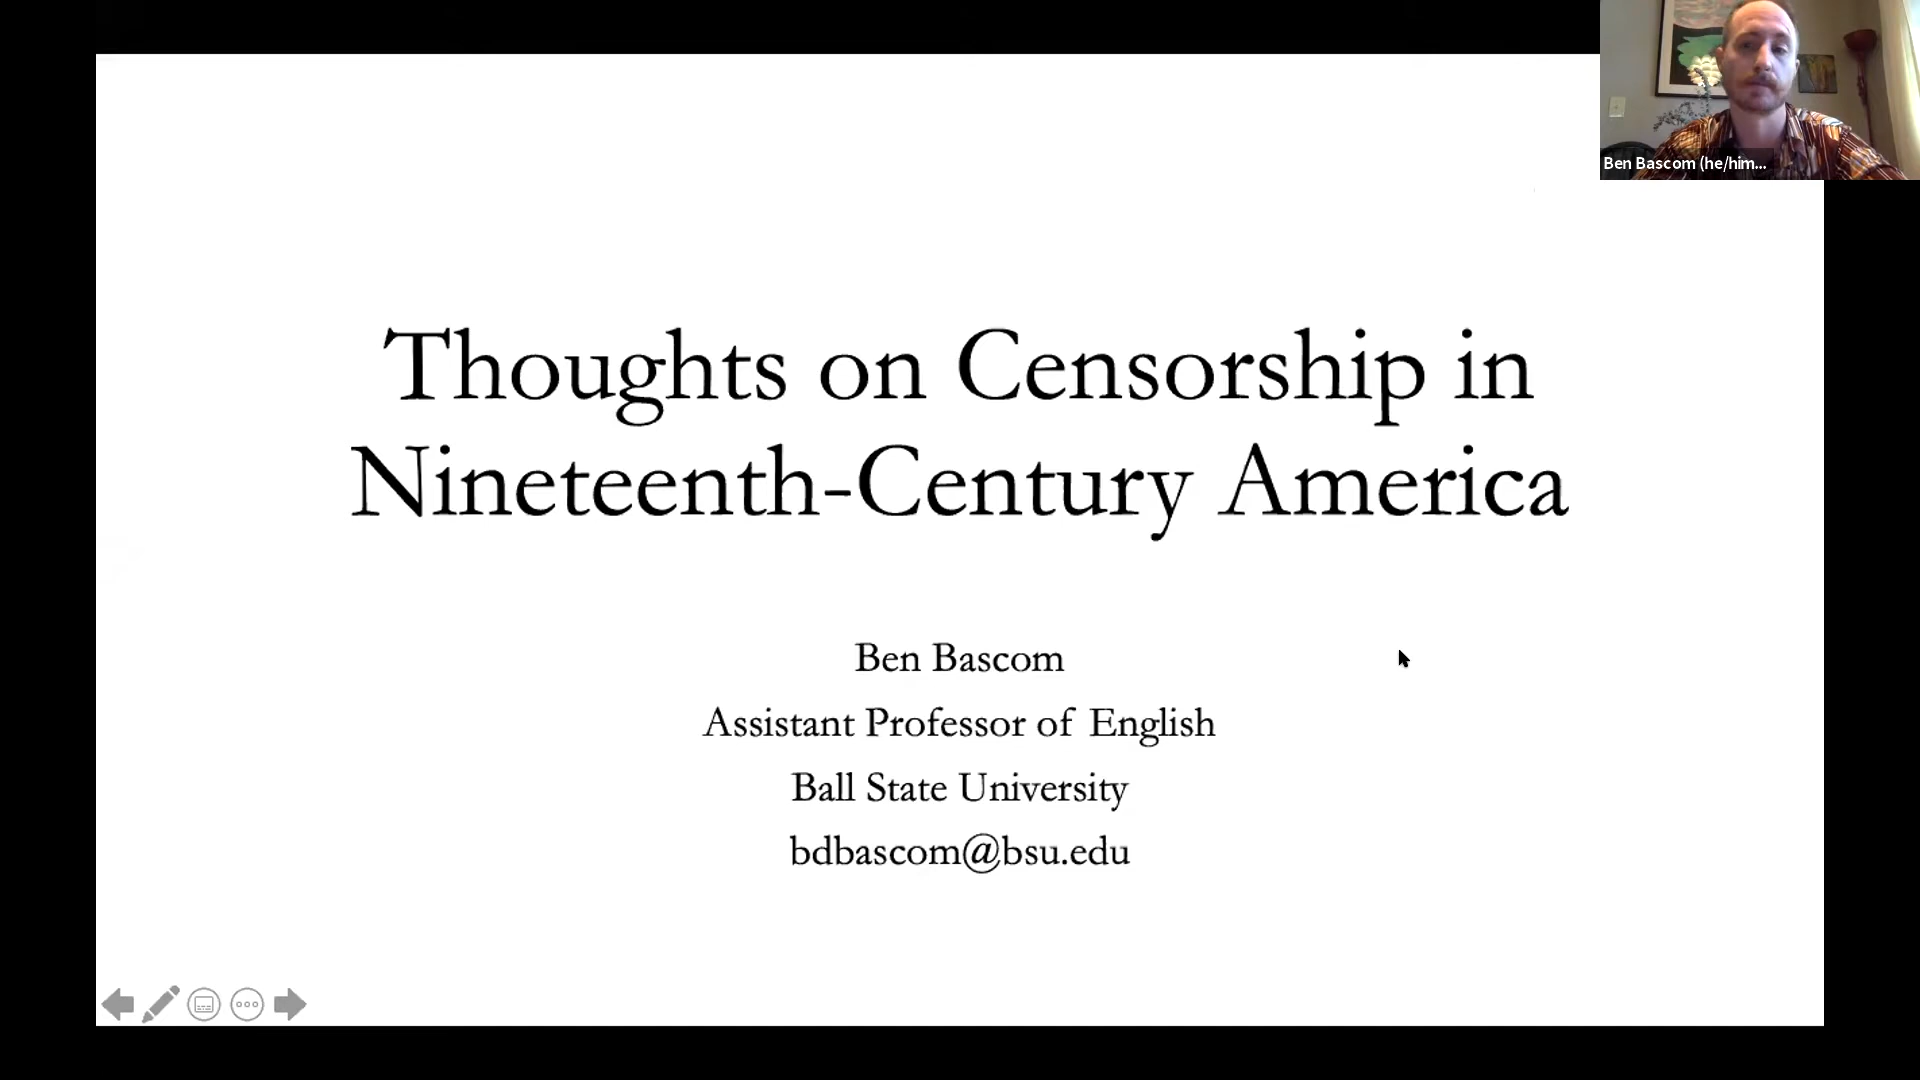 Ben Bascom (he/him...
Thoughts on Censorship in
Nineteenth-Century America
Ben Bascom
Assistant Professor of English
Ball State University
bdbascom@bsu.edu